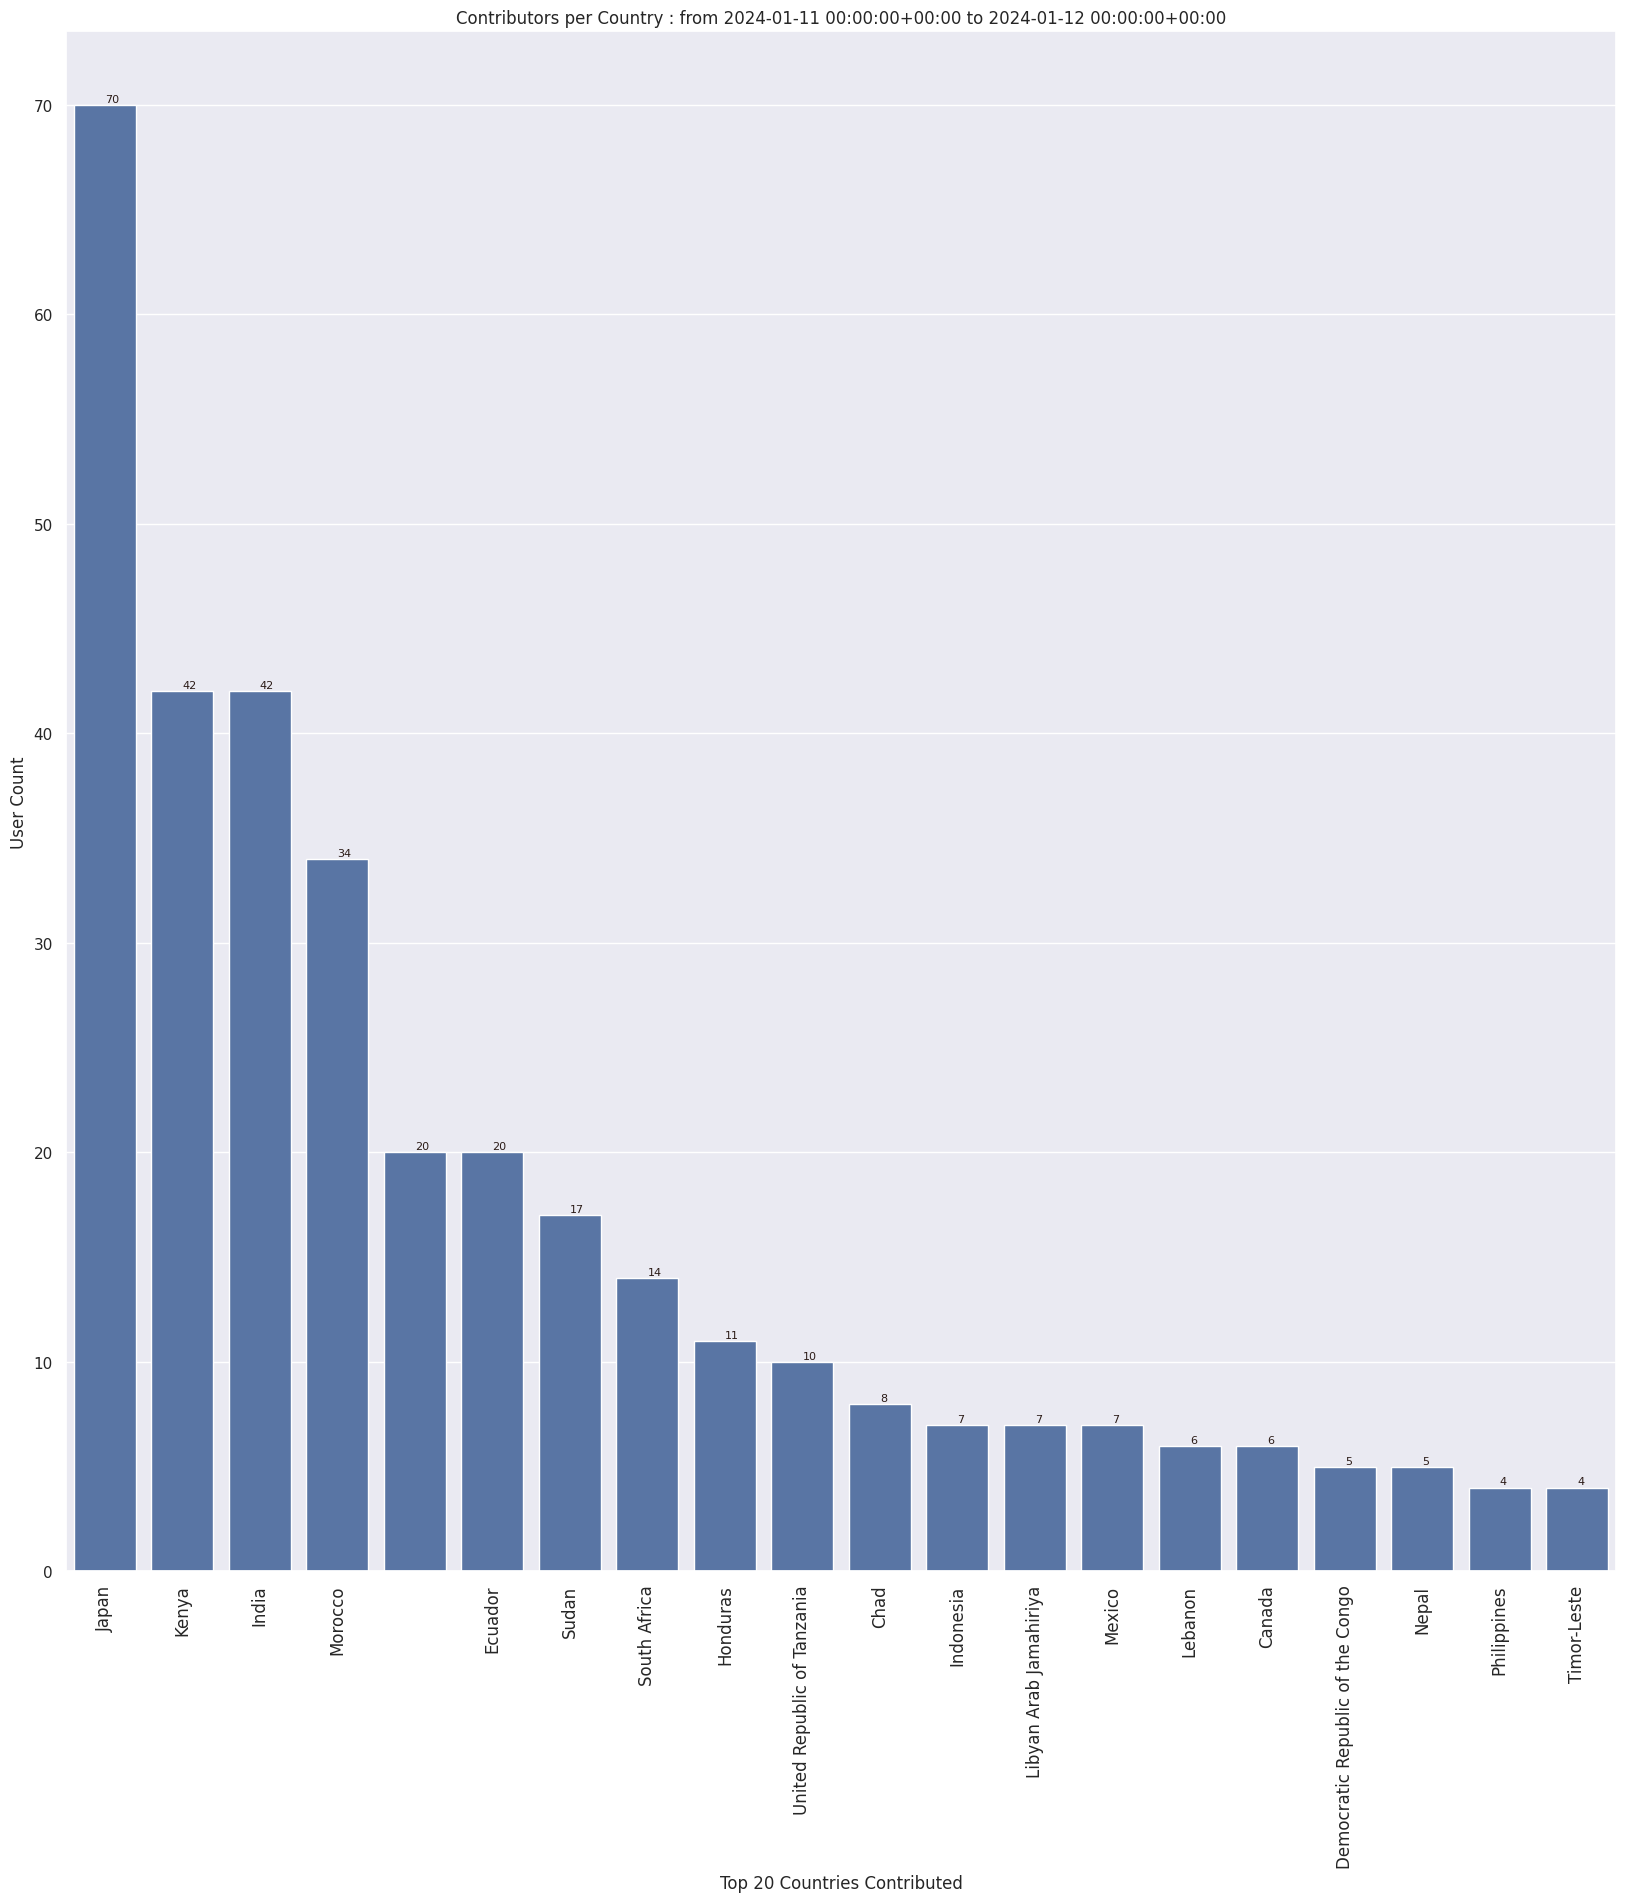 Contributors per Country : from 2024-01-11 00:00:00+00:00 to 2024-01-12 00:00:00+00:00
User Count
70
60
50
40
30
20
10
0
70
42
42
34
20
20
17
14
11
10
8
7
7
7
6
6
5
5
4
4
Japan
Kenya
India
Morocco
Ecuador
Sudan
South Africa
Honduras
United Republic of Tanzania
Chad
Indonesia
Libyan Arab Jamahiriya
Mexico
Lebanon
Canada
Democratic Republic of the Congo
Nepal
Philippines
Timor-Leste
Top 20 Countries Contributed